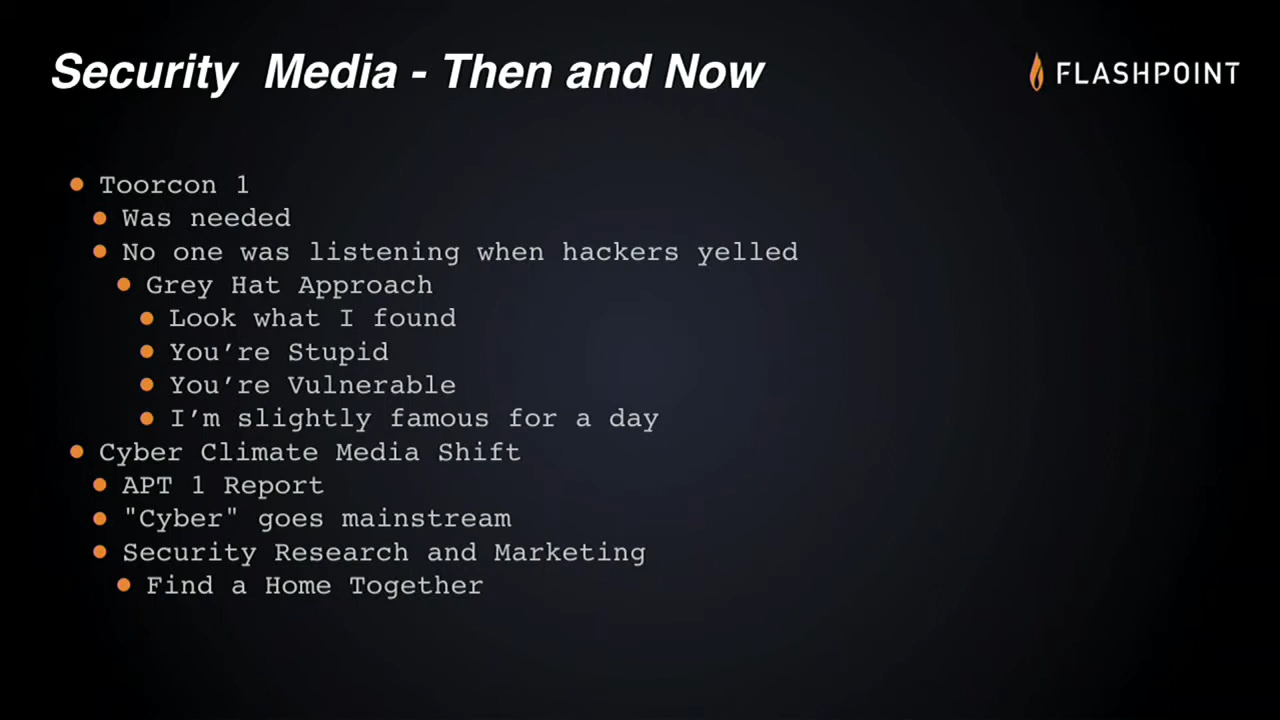 Security Media - Then and Now
FLASHPOINT
Toorcon 1
Was needed
No one was listening when hackers yelled
Grey Hat Approach
Look what I found
You’re Stupid
You’re Vulnerable
I’m slightly famous for a day
Cyber Climate Media Shift
APT 1 Report
"Cyber" goes mainstream
Security Research and Marketing
Find a Home Together